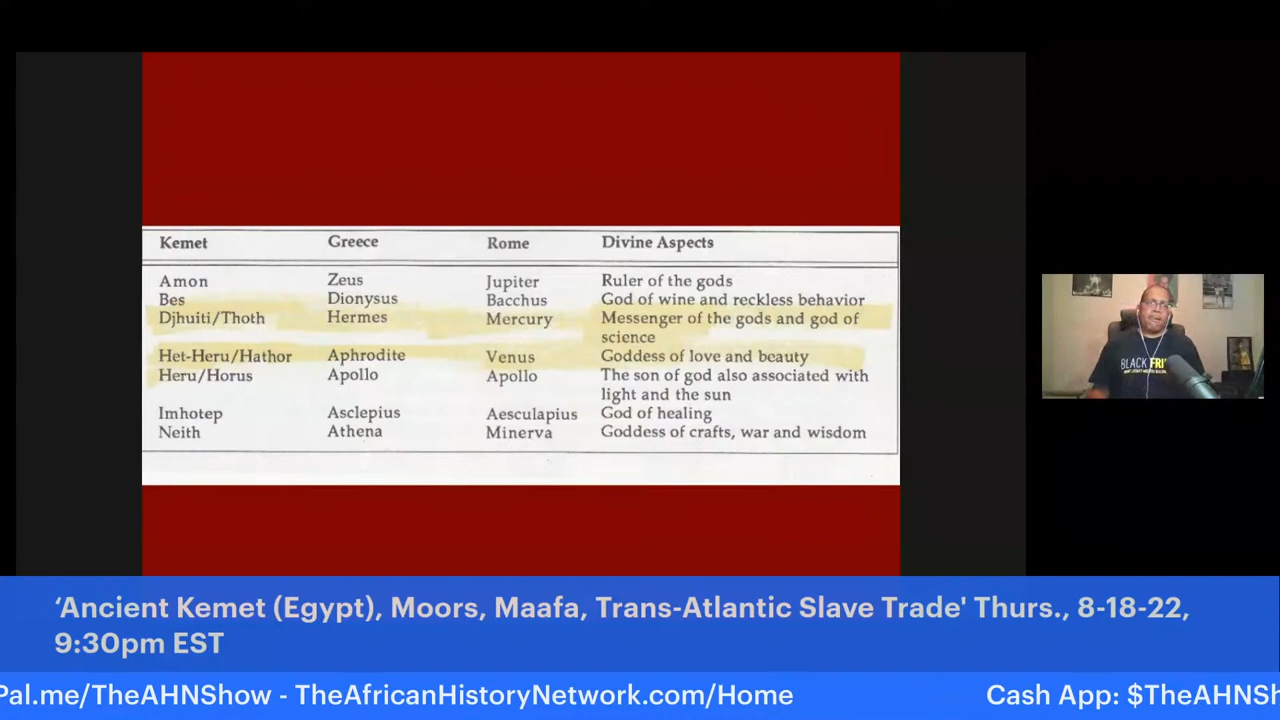 Kemet Greece Rome Divine Aspects
Amon Zeus Jupiter Ruler of the gods
Bes Dionysus Bacchus God of wine and reckless behavior
Djhuiti/Thoth Hermes Mercury Messenger of the gods and god of
science
Het-Heru/Hathor Aphrodite Venus Goddess of love and beauty
Heru/Horus Apollo Apollo The son of god also associated with
light and the sun
Imhotep Asclepius Aesculapius God of healing
Neith Athena Minerva Goddess of crafts, war and wisdom
BLACK FRI
‘Ancient Kemet (Egypt), Moors, Maafa, Trans-Atlantic Slave Trade' Thurs., 8-18-22,
9:30pm EST
Pal.me/TheAHNShow - TheAfricanHistoryNetwork.com/Home Cash App: $TheAHNSh